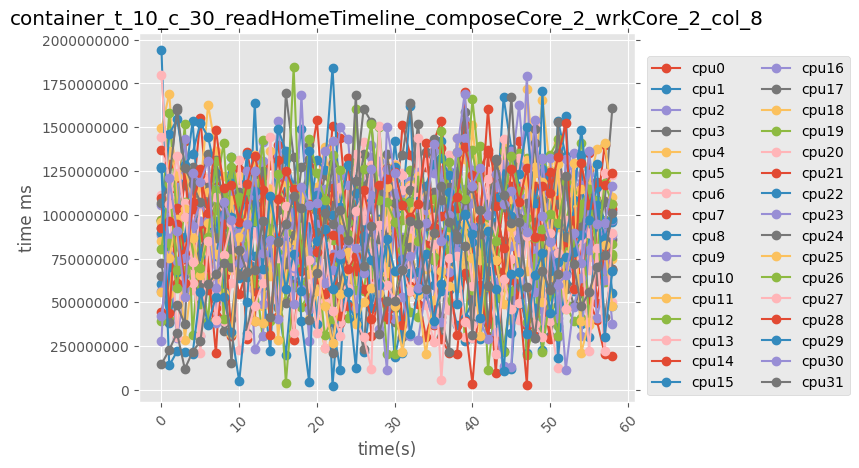 container_t_10_c_30_readHomeTimeline_composeCore_2_wrkCore_2_col_8
2000000000
1750000000
1500000000
1250000000
1000000000
750000000
500000000
250000000
0
time ms
0
10
20
30
40
50
60
time(s)
cpu0
cpu1
cpu2
cpu3
cpu4
cpu5
cpu6
cpu7
cpu8
cpu9
cpu10
cpu11
cpu12
cpu13
cpu14
cpu15
cpu16
cpu17
cpu18
cpu19
cpu20
cpu21
cpu22
cpu23
cpu24
cpu25
cpu26
cpu27
cpu28
cpu29
cpu30
cpu31